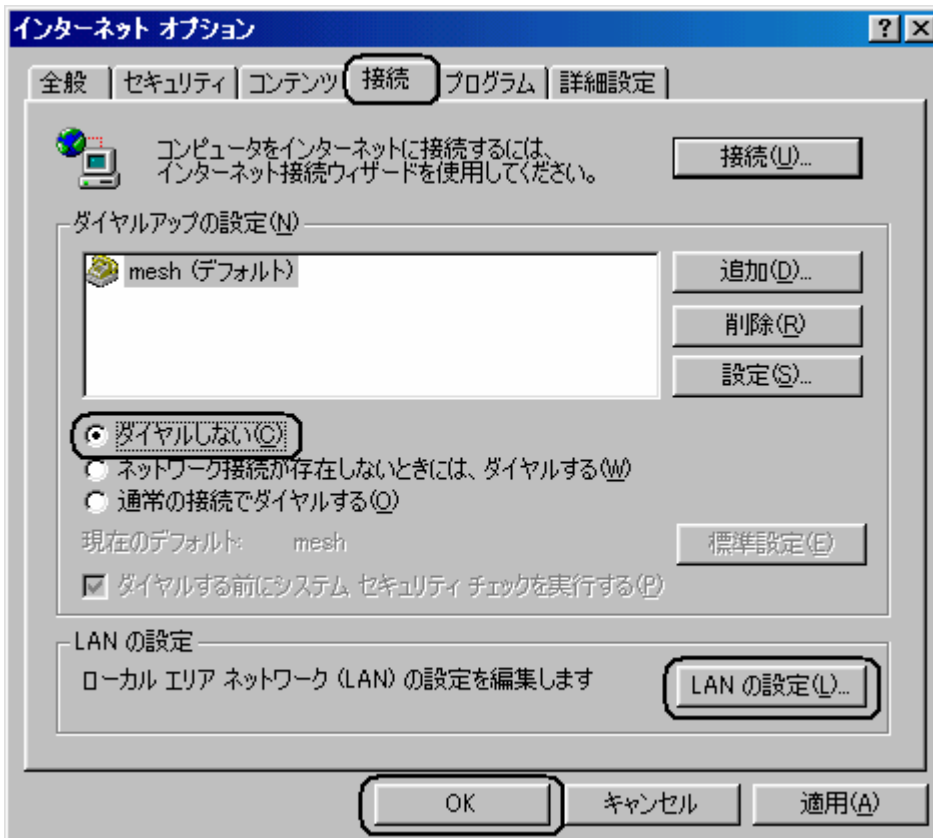 インターネット オプション
全般 セキュリティ コンテンツ 接続 プログラム 詳細設定
コンピュータをインターネットに接続するには、
インターネット接続ウィザードを使用してください。
接続(U)...
ダイヤルアップの設定(N)
mesh (デフォルト)
追加(D)...
削除(R)
設定(S)...
ダイヤルしない(C)
ネットワーク接続が存在しないときには、ダイヤルする(W)
通常の接続でダイヤルする(O)
現在のデフォルト: mesh
標準設定(E)
ダイヤルする前にシステム セキュリティ チェックを実行する(P)
LAN の設定
ローカル エリア ネットワーク (LAN) の設定を編集します
LAN の設定(L)...
OK キャンセル 適用(A)